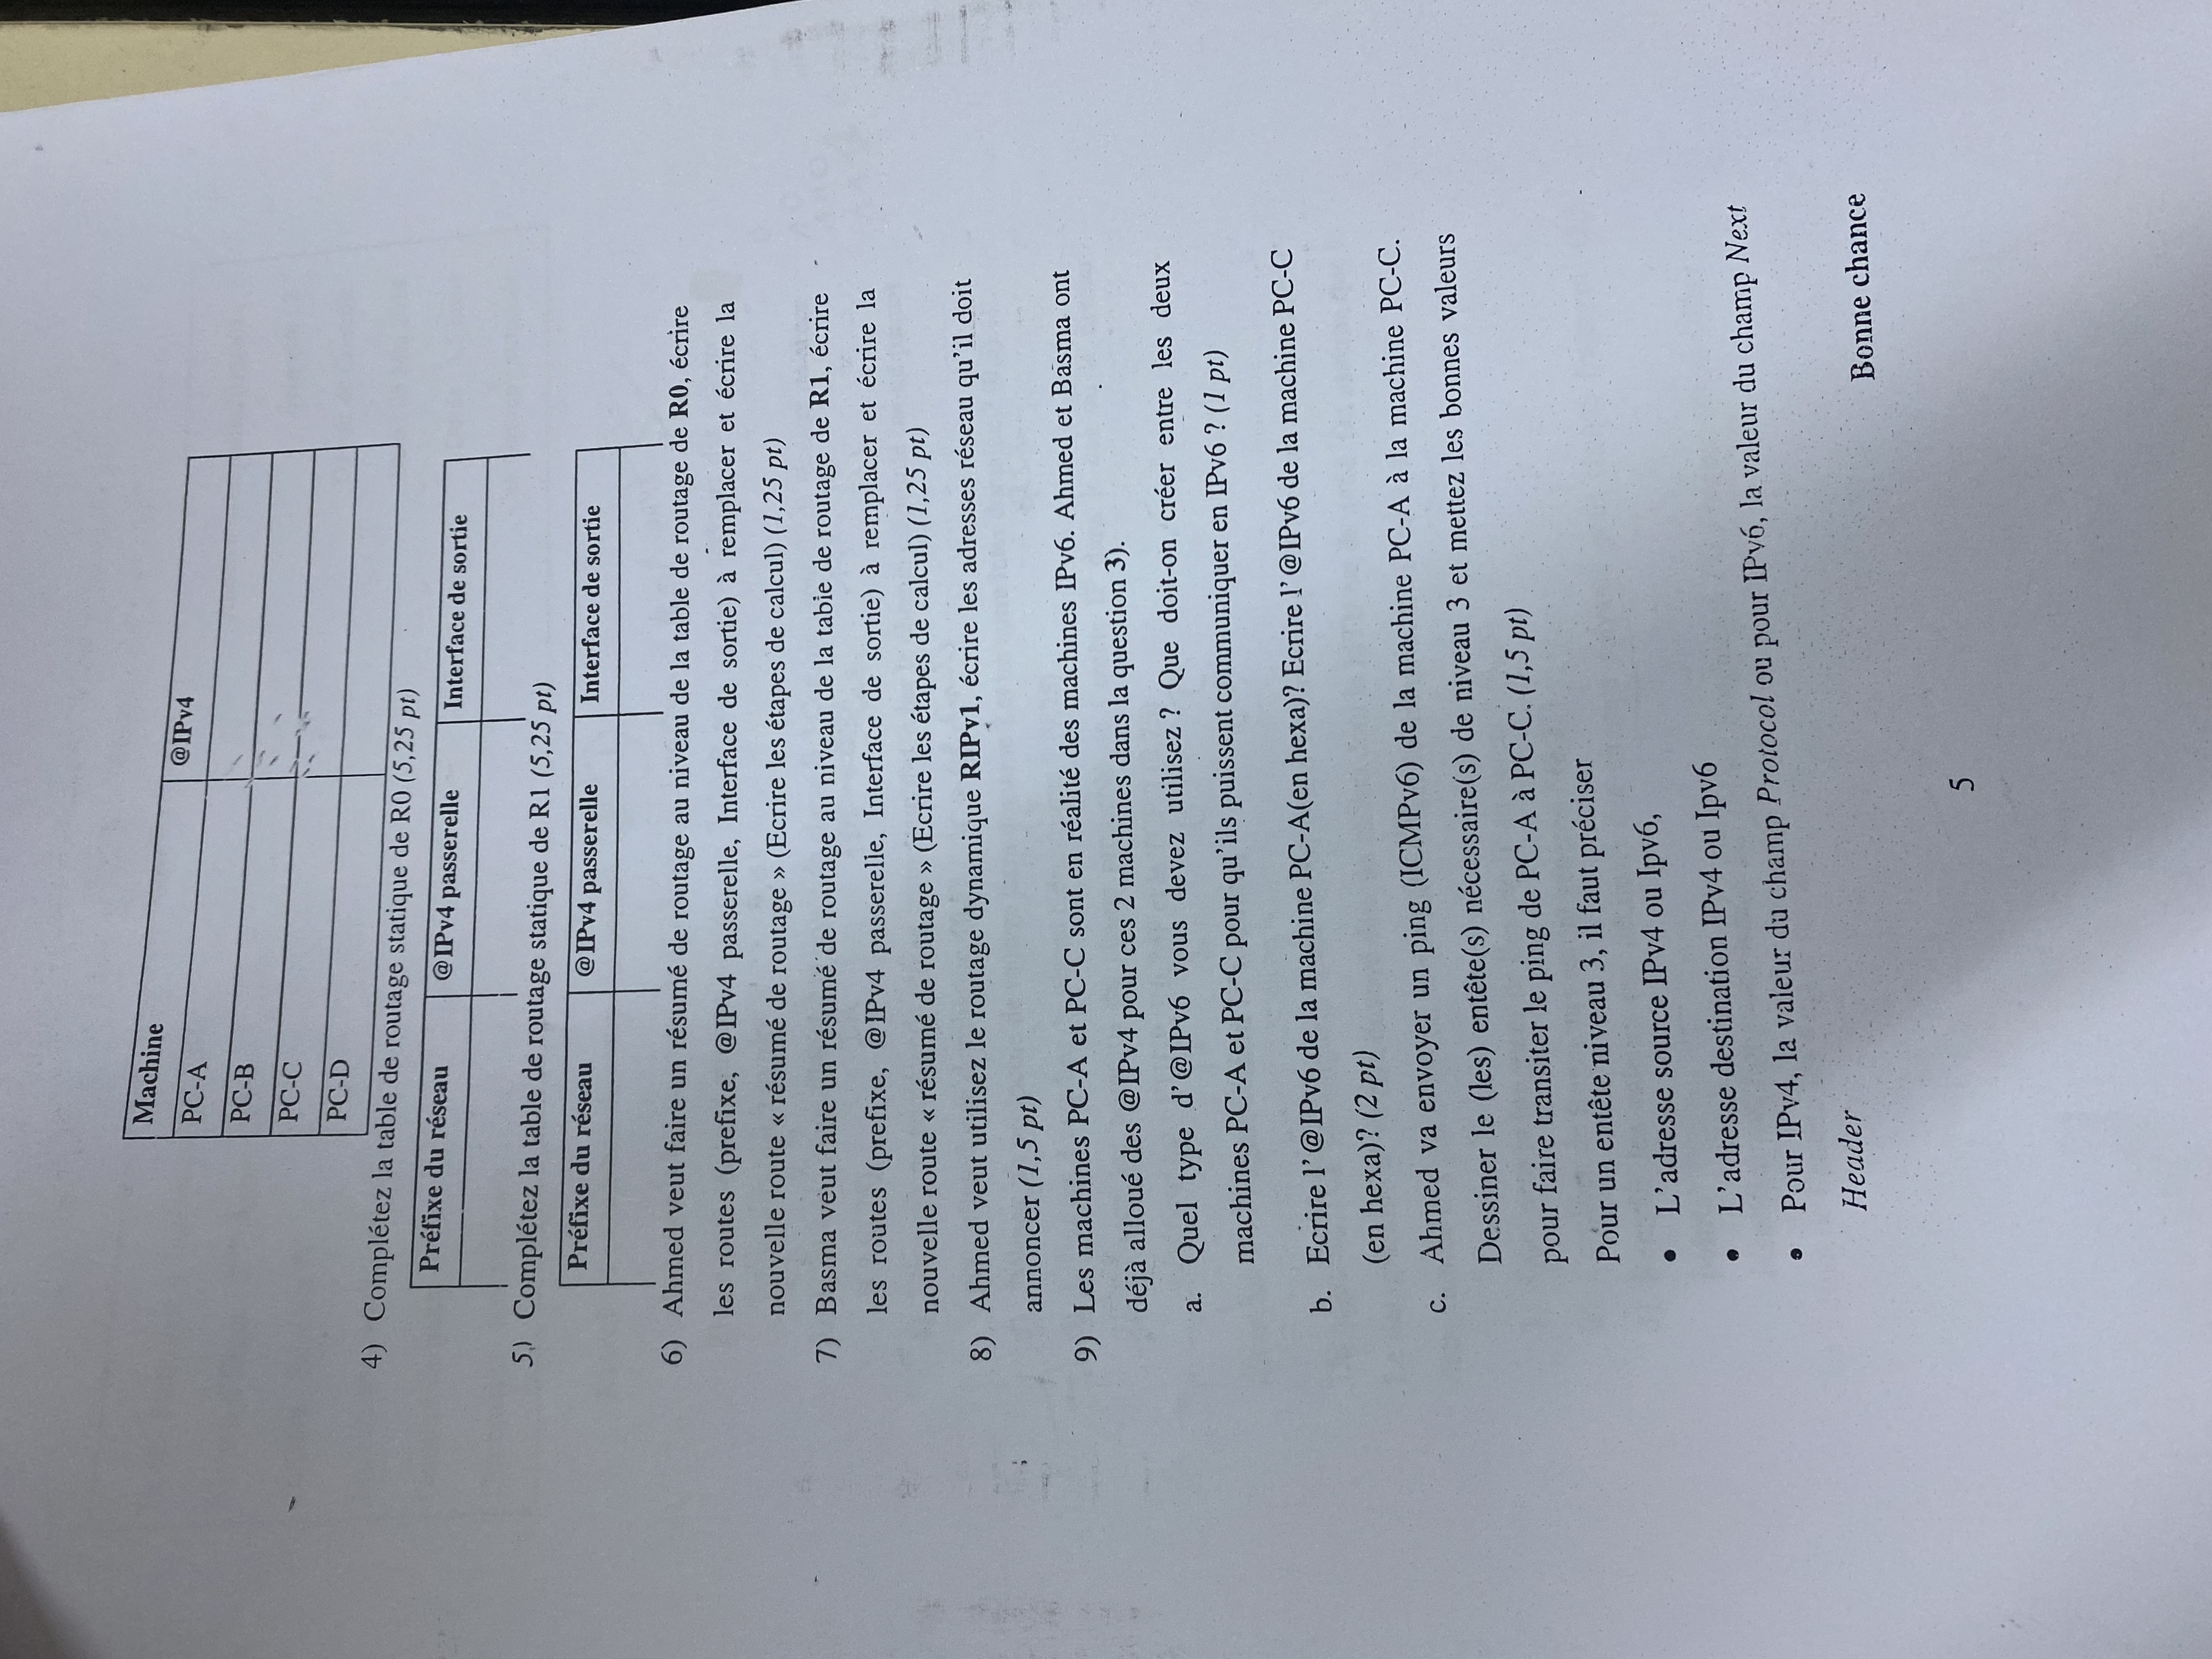 Machine @IPv4
PC-A
PC-B
PC-C
PC-D
4) Complétez la table de routage statique de R0 (5,25 pt)
Préfixe du réseau @IPv4 passerelle Interface de sortie
5) Complétez la table de routage statique de R1 (5,25 pt)
Préfixe du réseau @IPv4 passerelle Interface de sortie
6) Ahmed veut faire un résumé de routage au niveau de la table de routage de R0, écrire
les routes (prefixe, @IPv4 passerelle, Interface de sortie) à remplacer et écrire la
nouvelle route « résumé de routage » (Ecrire les étapes de calcul) (1,25 pt)
7) Basma veut faire un résumé de routage au niveau de la table de routage de R1, écrire
les routes (prefixe, @IPv4 passerelle, Interface de sortie) à remplacer et écrire la
nouvelle route « résumé de routage » (Ecrire les étapes de calcul) (1,25 pt)
8) Ahmed veut utilisez le routage dynamique RIPv1, écrire les adresses réseau qu'il doit
annoncer (1,5 pt)
9) Les machines PC-A et PC-C sont en réalité des machines IPv6. Ahmed et Basma ont
déjà alloué des @IPv4 pour ces 2 machines dans la question 3).
a. Quel type d'@IPv6 vous devez utilisez ? Que doit-on créer entre les deux
machines PC-A et PC-C pour qu'ils puissent communiquer en IPv6 ? (1 pt)
b. Ecrire l'@IPv6 de la machine PC-A(en hexa)? Ecrire l'@IPv6 de la machine PC-C
(en hexa)? (2 pt)
c. Ahmed va envoyer un ping (ICMPv6) de la machine PC-A à la machine PC-C.
Dessiner le (les) entête(s) nécessaire(s) de niveau 3 et mettez les bonnes valeurs
pour faire transiter le ping de PC-A à PC-C. (1,5 pt)
Pour un entête niveau 3, il faut préciser
• L'adresse source IPv4 ou Ipv6,
• L'adresse destination IPv4 ou Ipv6
• Pour IPv4, la valeur du champ Protocol ou pour IPv6, la valeur du champ Next
Header
Bonne chance
5